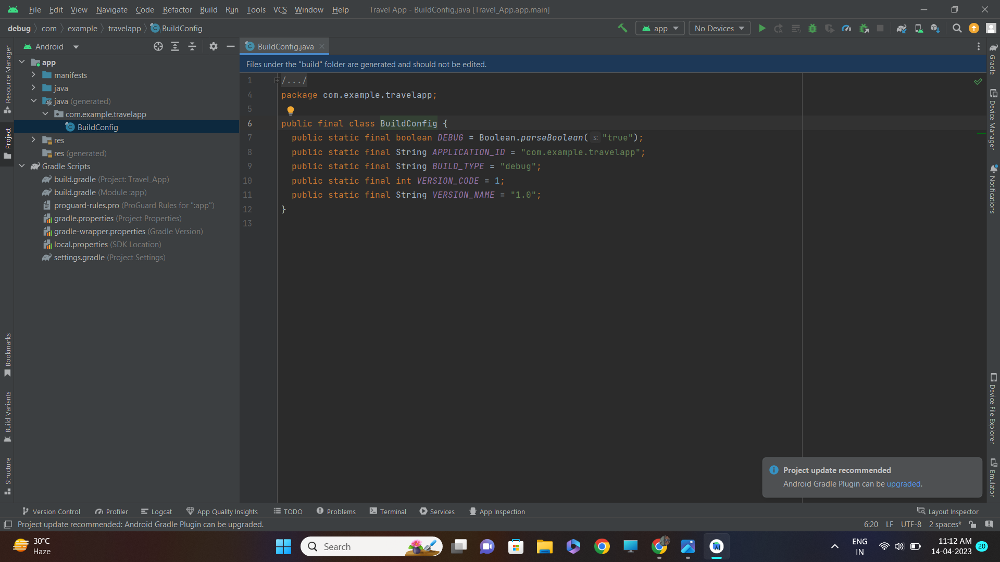 File Edit View Navigate Code Refactor Build Run Tools VCS Window Help Travel App - BuildConfig.java [Travel_App.app.main]
debug com example travelapp BuildConfig app No Devices
Android
BuildConfig.java
Files under the "build" folder are generated and should not be edited.
app
manifests
java
java (generated)
com.example.travelapp
BuildConfig
res
res (generated)
Gradle Scripts
build.gradle (Project: Travel_App)
build.gradle (Module :app)
proguard-rules.pro (ProGuard Rules for ":app")
gradle.properties (Project Properties)
gradle-wrapper.properties (Gradle Version)
local.properties (SDK Location)
settings.gradle (Project Settings)
1 /.../
4 package com.example.travelapp;
5
6 public final class BuildConfig {
7 public static final boolean DEBUG = Boolean.parseBoolean( s: "true");
8 public static final String APPLICATION_ID = "com.example.travelapp";
9 public static final String BUILD_TYPE = "debug";
10 public static final int VERSION_CODE = 1;
11 public static final String VERSION_NAME = "1.0";
12 }
13
Resource Manager
Project
Bookmarks
Build Variants
Structure
Gradle
Device Manager
Notifications
Device File Explorer
Emulator
Project update recommended
Android Gradle Plugin can be upgraded.
Version Control Profiler Logcat App Quality Insights TODO Problems Terminal Services App Inspection Layout Inspector
Project update recommended: Android Gradle Plugin can be upgraded. 6:20 LF UTF-8 2 spaces*
30°C
Haze
Search
ENG
IN
11:12 AM
14-04-2023
20